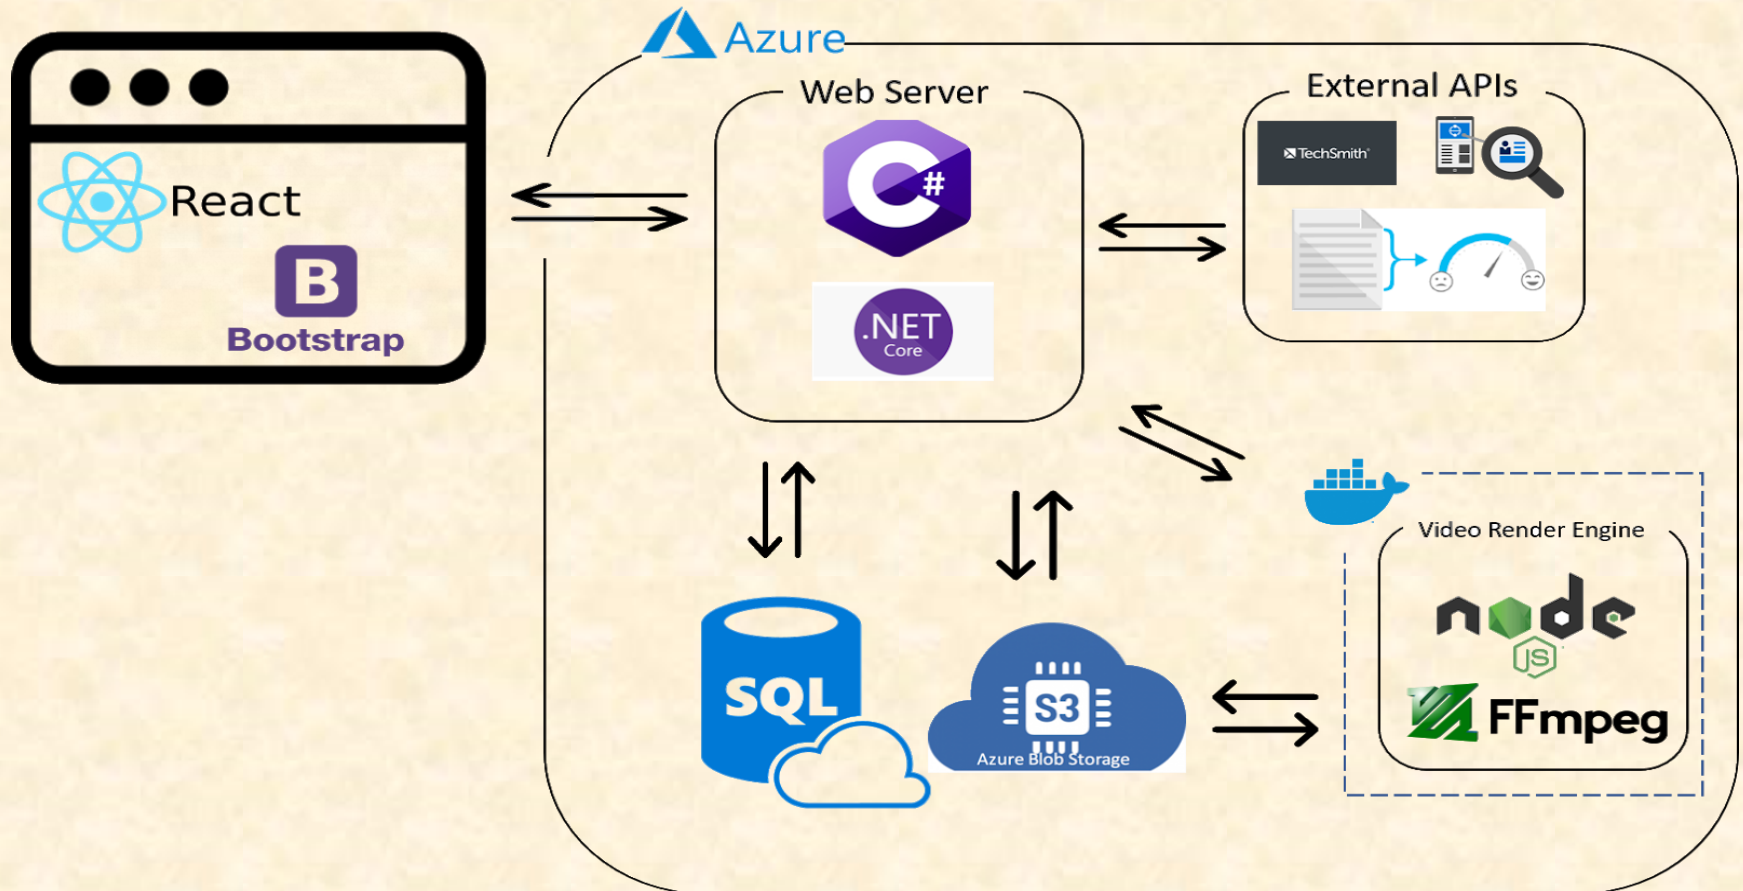 Azure
React
B
Bootstrap
Web Server
C#
.NET
Core
External APIs
TechSmith
Video Render Engine
node
JS
FFmpeg
SQL
S3
Azure Blob Storage